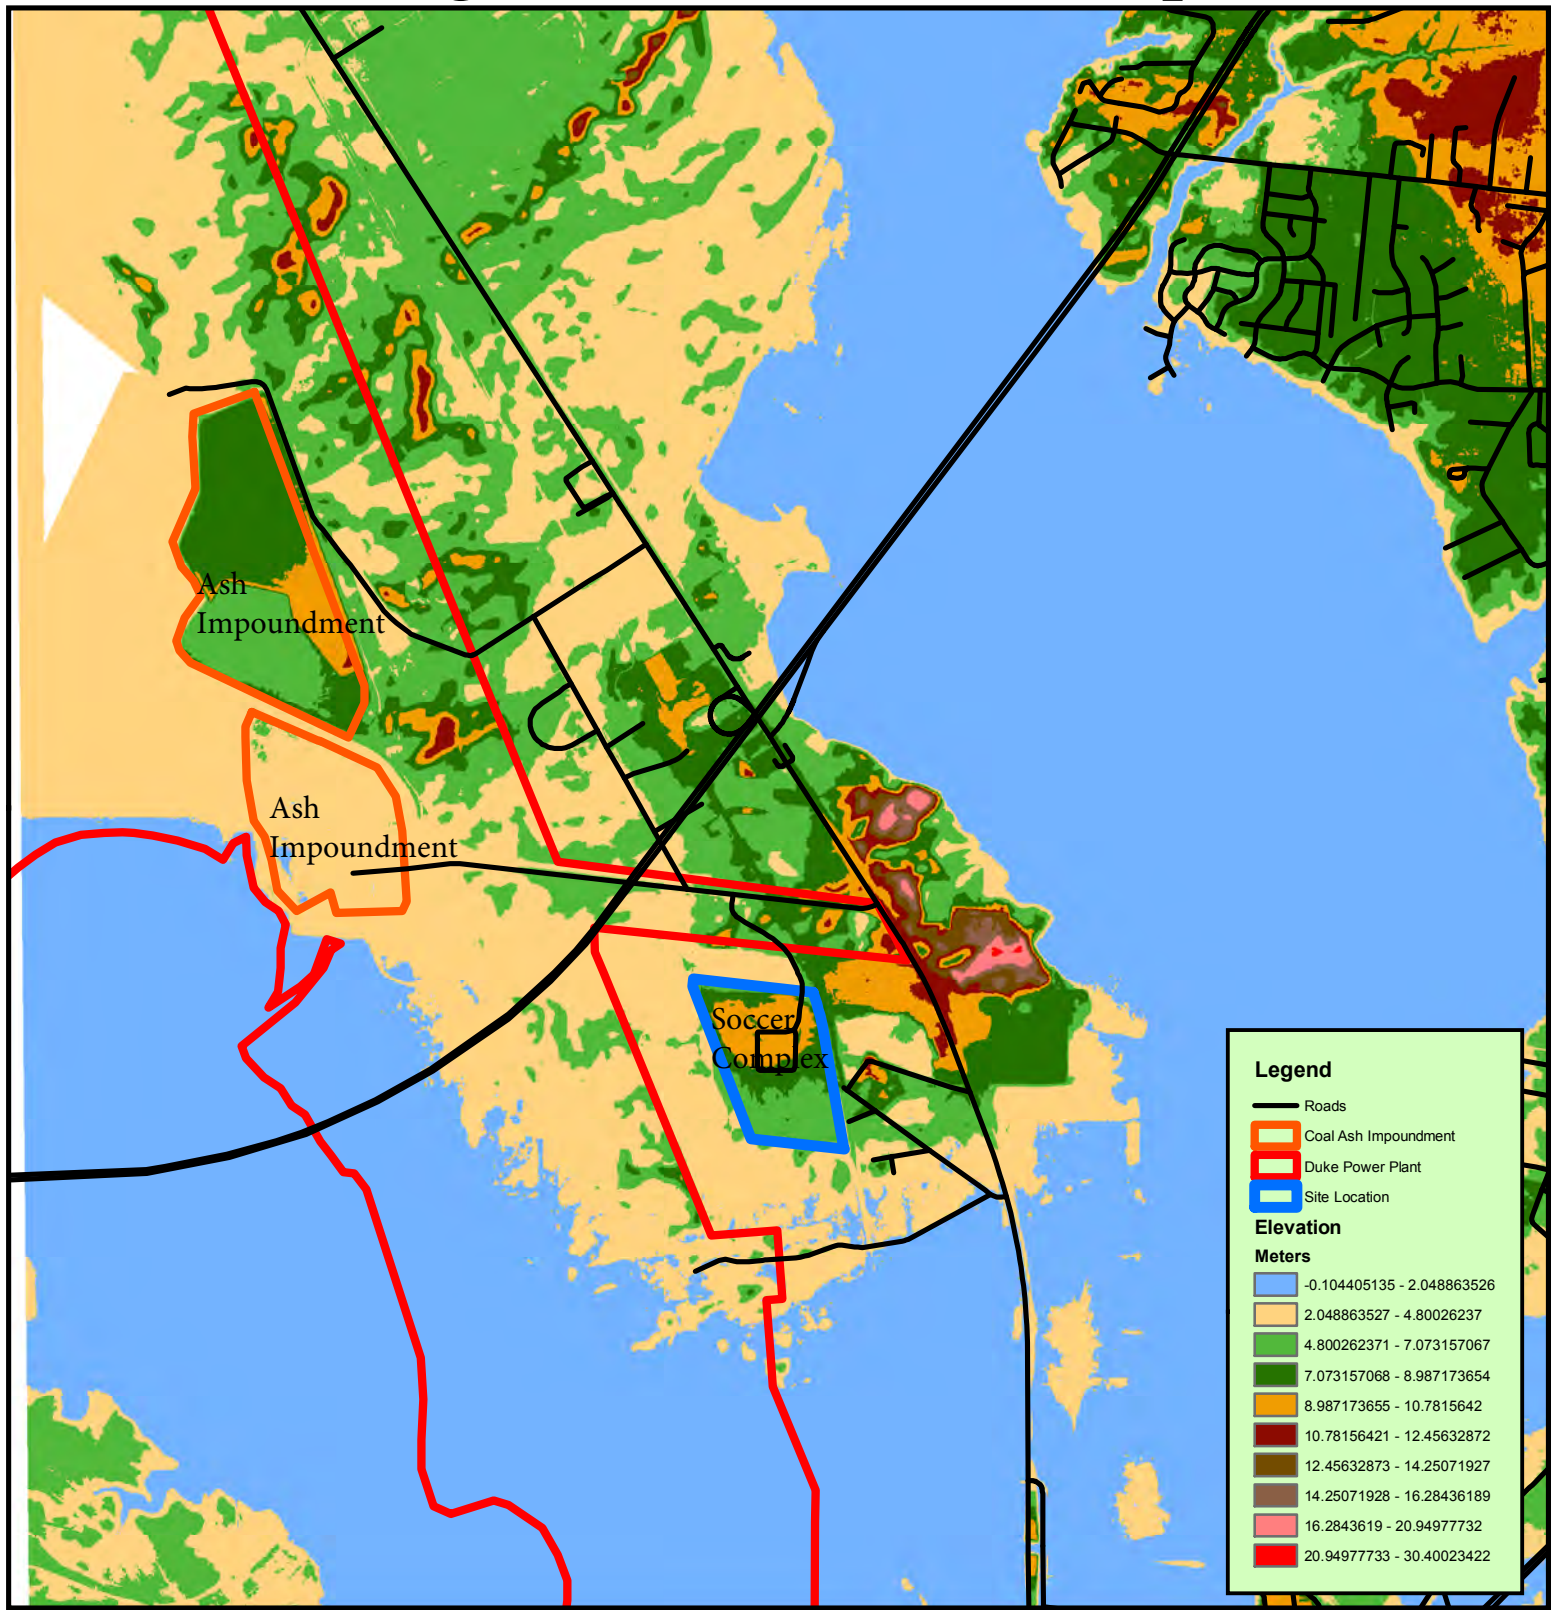 Ash
Impoundment
Ash
Impoundment
Soccer
Complex
Legend
Roads
Coal Ash Impoundment
Duke Power Plant
Site Location
Elevation
Meters
-0.104405135 - 2.048863526
2.048863527 - 4.80026237
4.800262371 - 7.073157067
7.073157068 - 8.987173654
8.987173655 - 10.7815642
10.78156421 - 12.45632872
12.45632873 - 14.25071927
14.25071928 - 16.28436189
16.2843619 - 20.94977732
20.94977733 - 30.40023422